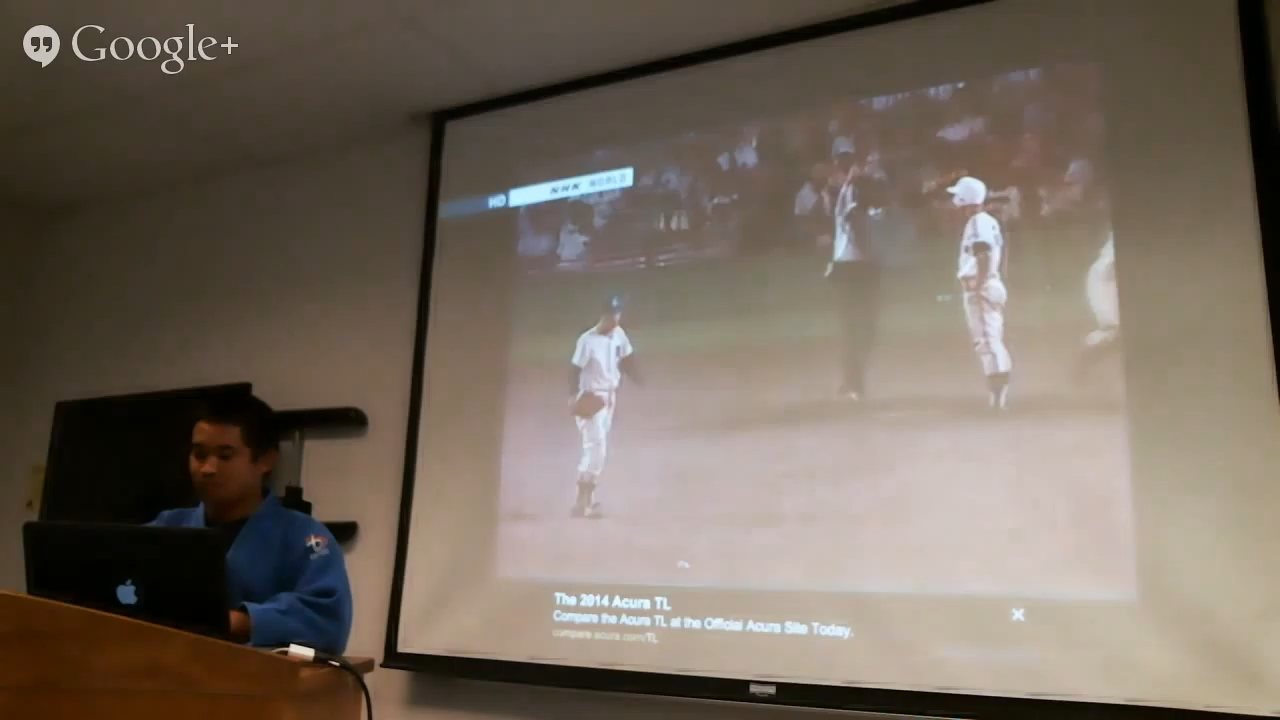 Google+
HD NHK WORLD
The 2014 Acura TL
Compare the Acura TL at the Official Acura Site Today.
compare.acura.com/TL